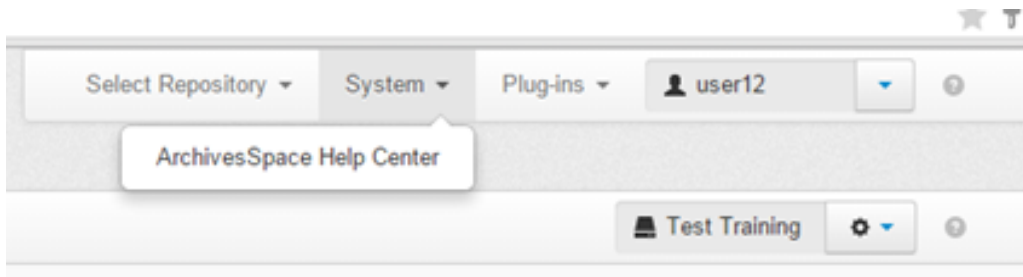 Select Repository System Plug-ins user12
ArchivesSpace Help Center
Test Training